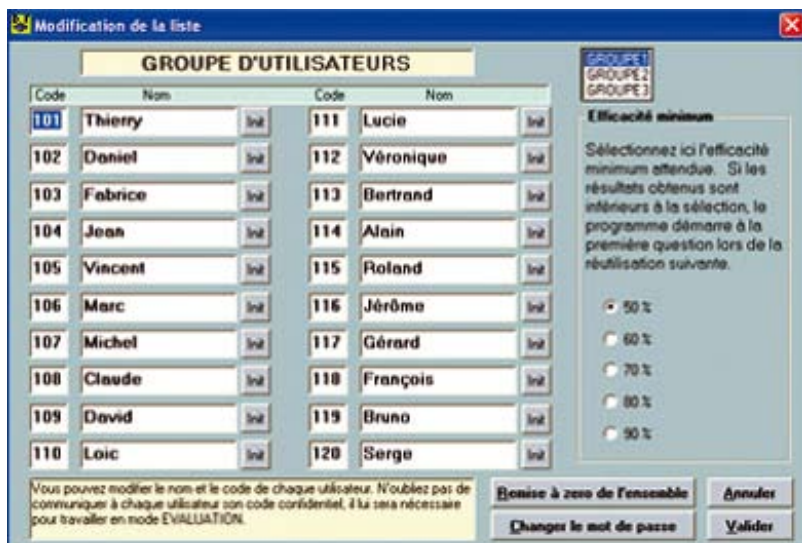 Modification de la liste
GROUPE D'UTILISATEURS
Code Nom Code Nom
101 Thierry Init 111 Lucie Init
102 Daniel Init 112 Véronique Init
103 Fabrice Init 113 Bertrand Init
104 Jean Init 114 Alain Init
105 Vincent Init 115 Roland Init
106 Marc Init 116 Jérôme Init
107 Michel Init 117 Gérard Init
108 Claude Init 118 François Init
109 David Init 119 Bruno Init
110 Loic Init 120 Serge Init
GROUPE1
GROUPE2
GROUPE3
Efficacité minimum
Sélectionnez ici l'efficacité
minimum attendue. Si les
résultats obtenus sont
inférieurs à la sélection, le
programme démarre à la
première question lors de la
réutilisation suivante.
50 %
60 %
70 %
80 %
90 %
Vous pouvez modifier le nom et le code de chaque utilisateur. N'oubliez pas de
communiquer à chaque utilisateur son code confidentiel, il lui sera nécessaire
pour travailler en mode EVALUATION.
Remise à zero de l'ensemble
Annuler
Changer le mot de passe
Valider